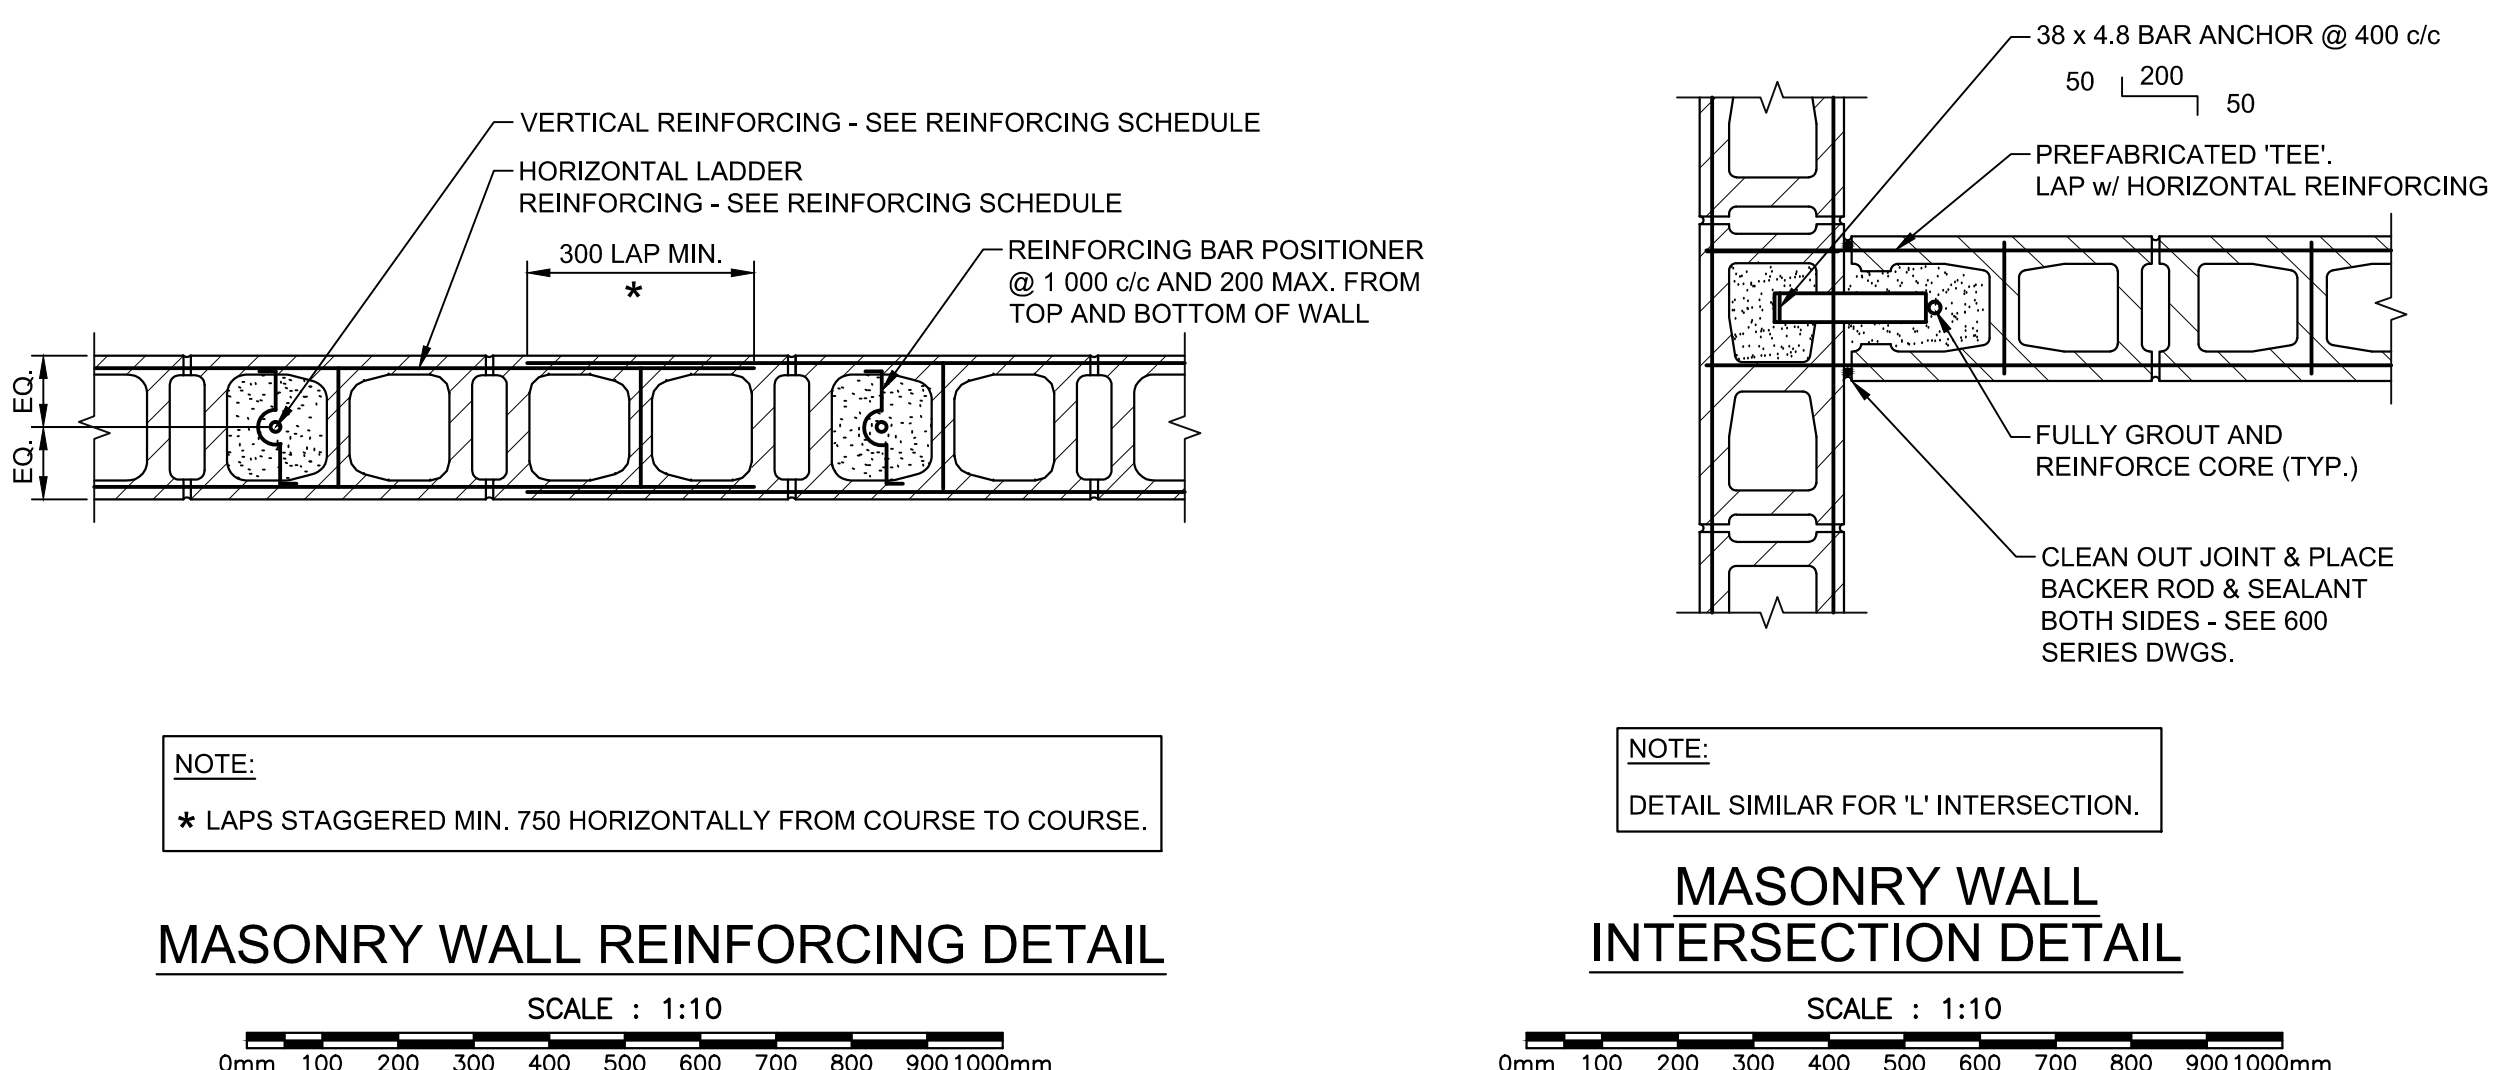 VERTICAL REINFORCING - SEE REINFORCING SCHEDULE
HORIZONTAL LADDER
REINFORCING - SEE REINFORCING SCHEDULE
300 LAP MIN.
*
REINFORCING BAR POSITIONER
@ 1 000 c/c AND 200 MAX. FROM
TOP AND BOTTOM OF WALL
EQ.
EQ.
NOTE:
* LAPS STAGGERED MIN. 750 HORIZONTALLY FROM COURSE TO COURSE.
MASONRY WALL REINFORCING DETAIL
SCALE : 1:10
0mm 100 200 300 400 500 600 700 800 900 1000mm
38 x 4.8 BAR ANCHOR @ 400 c/c
50 200 50
PREFABRICATED 'TEE'.
LAP w/ HORIZONTAL REINFORCING
FULLY GROUT AND
REINFORCE CORE (TYP.)
CLEAN OUT JOINT & PLACE
BACKER ROD & SEALANT
BOTH SIDES - SEE 600
SERIES DWGS.
NOTE:
DETAIL SIMILAR FOR 'L' INTERSECTION.
MASONRY WALL
INTERSECTION DETAIL
SCALE : 1:10
0mm 100 200 300 400 500 600 700 800 900 1000mm